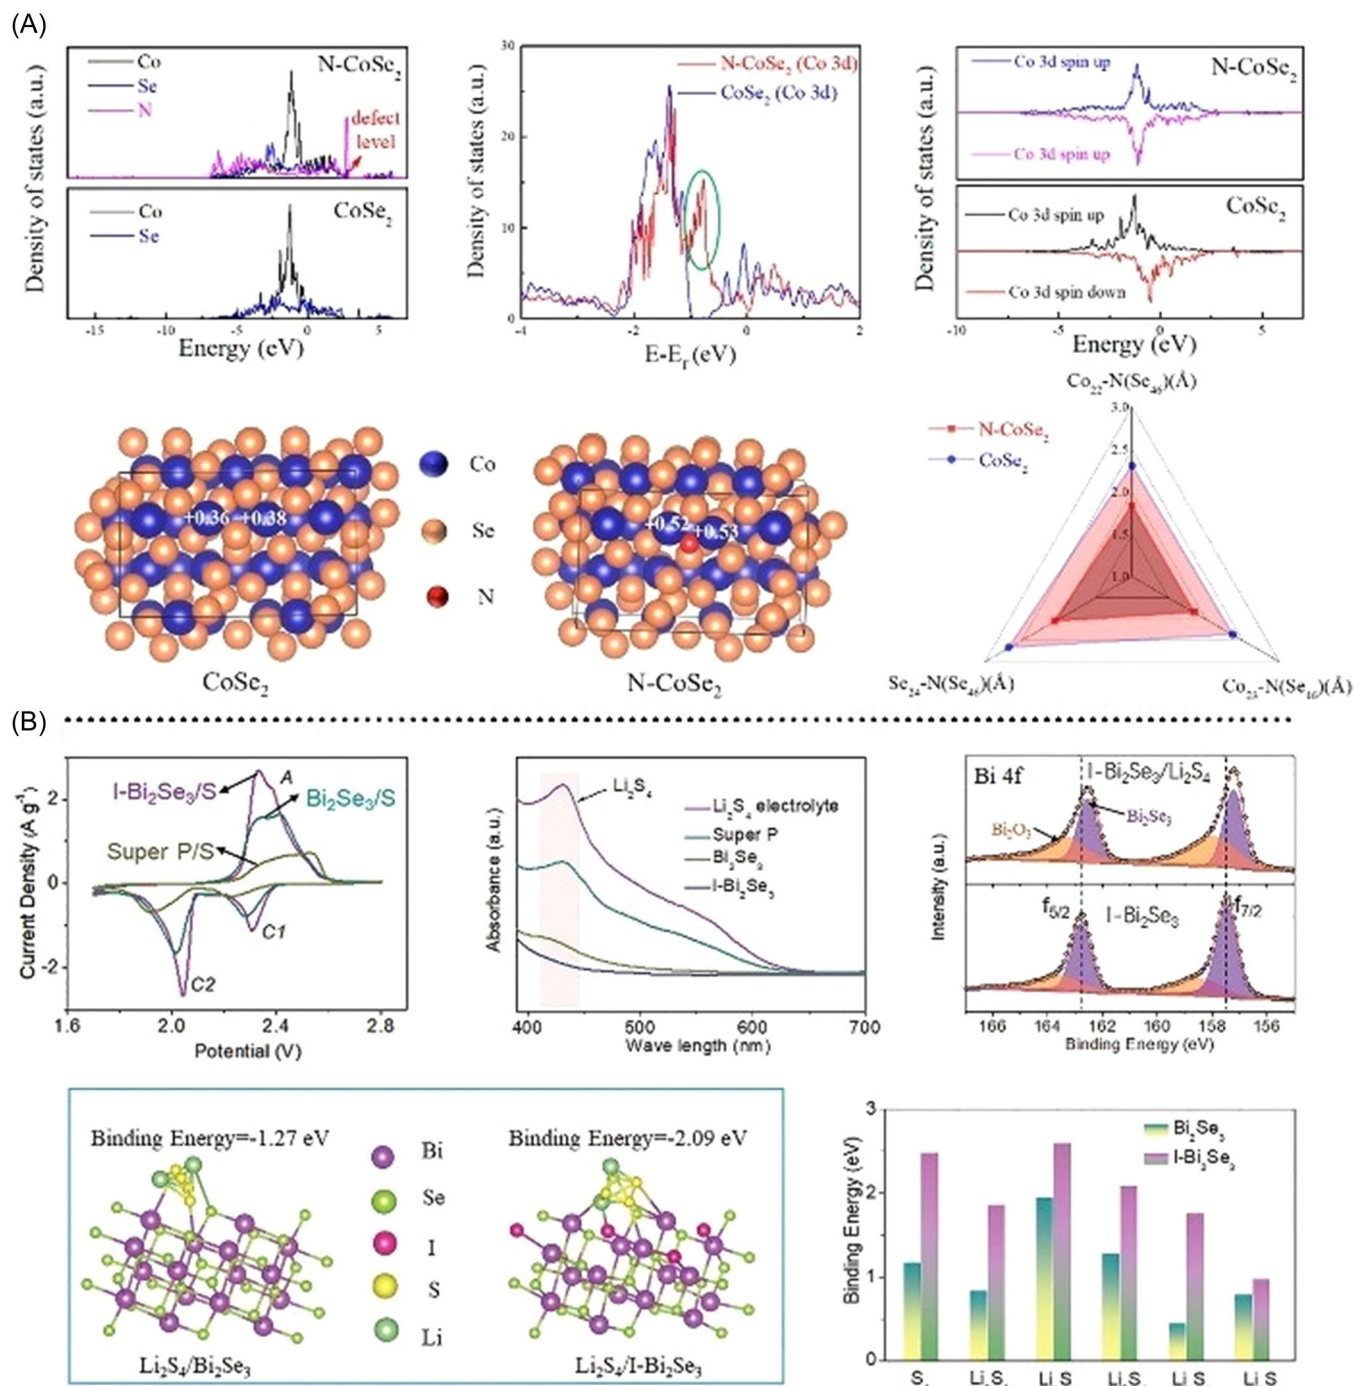 (A)
Density of states (a.u.)
Co
Se
N
N-CoSe₂
defect
level
Co
Se
CoSe₂
-15 -10 -5 0 5
Energy (eV)
Density of states (a.u.)
30
20
10
0
N-CoSe₂ (Co 3d)
CoSe₂ (Co 3d)
-4 -2 0 2
E-E_f (eV)
Density of states (a.u.)
Co 3d spin up
N-CoSe₂
Co 3d spin up
CoSe₂
Co 3d spin up
Co 3d spin down
-10 -5 0 5
Energy (eV)
+0.36 +0.38
CoSe₂
Co
Se
N
+0.52 +0.53
N-CoSe₂
Co₂₂-N(Se₄₆)(Å)
N-CoSe₂
CoSe₂
3.0
2.5
2.0
1.5
1.0
Se₂₄-N(Se₄₆)(Å)
Co₂₃-N(Se₁₆)(Å)
(B)
Current Density (A g⁻¹)
2
0
-2
I-Bi₂Se₃/S
A
Bi₂Se₃/S
Super P/S
C1
C2
1.6 2.0 2.4 2.8
Potential (V)
Absorbance (a.u.)
Li₂S₄
Li₂S₄ electrolyte
Super P
Bi₂Se₃
I-Bi₂Se₃
400 500 600 700
Wave length (nm)
Intensity (a.u.)
Bi 4f
I-Bi₂Se₃/Li₂S₄
Bi₂O₃
Bi₂Se₃
f₅/₂
I-Bi₂Se₃
f₇/₂
166 164 162 160 158 156
Binding Energy (eV)
Binding Energy=-1.27 eV
Bi
Se
I
S
Li
Li₂S₄/Bi₂Se₃
Binding Energy=-2.09 eV
Li₂S₄/I-Bi₂Se₃
Binding Energy (eV)
3
2
1
0
Bi₂Se₃
I-Bi₂Se₃